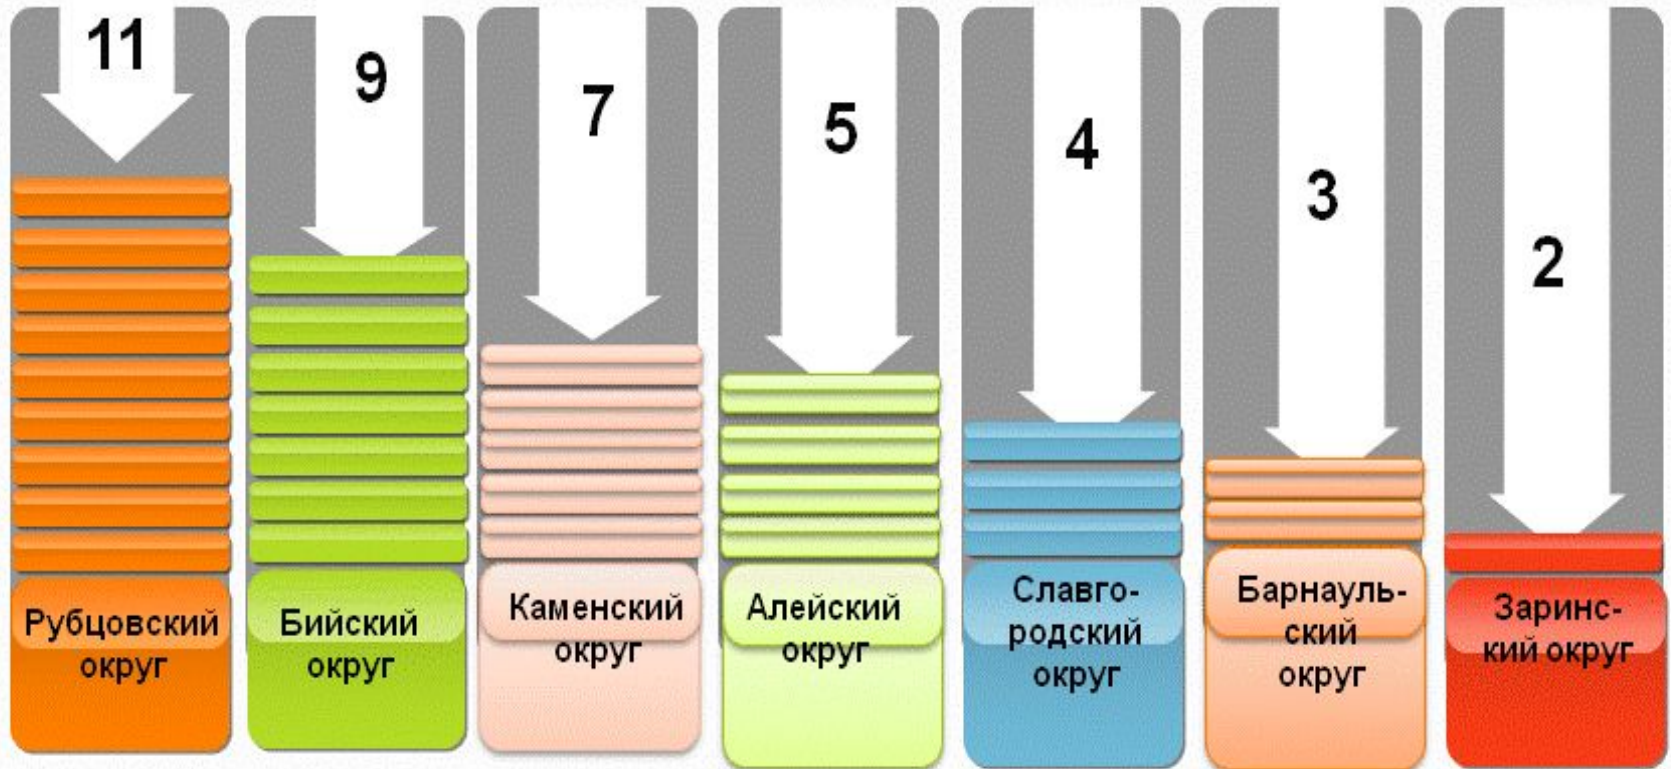 11
9
7
5
4
3
2
Рубцовский
округ
Бийский
округ
Каменский
округ
Алейский
округ
Славго-
родский
округ
Барнауль-
ский
округ
Заринс-
кий округ